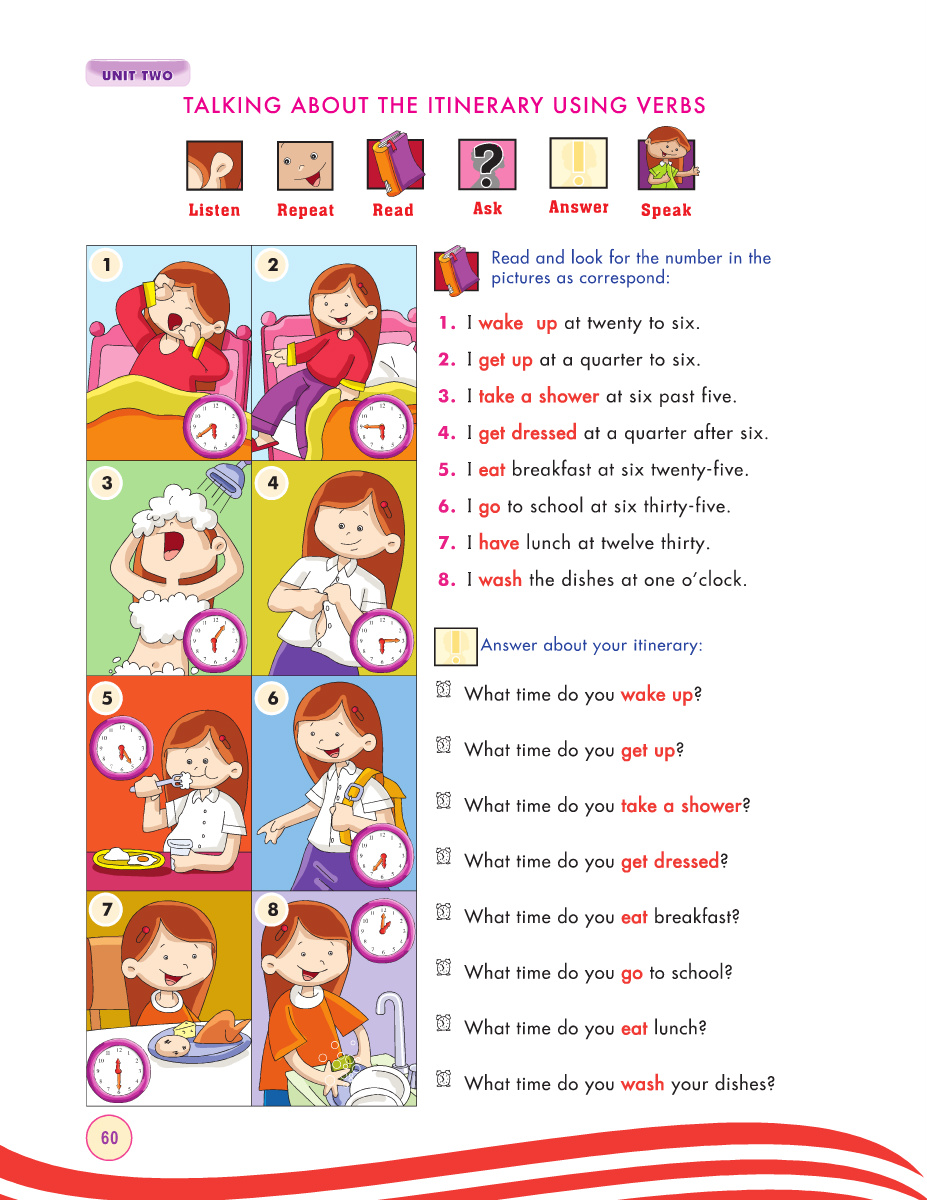 UNIT TWO
TALKING ABOUT THE ITINERARY USING VERBS
Listen
Repeat
Read
Ask
Answer
Speak
1
2
3
4
5
6
7
8
Read and look for the number in the
pictures as correspond:
1. I wake up at twenty to six.
2. I get up at a quarter to six.
3. I take a shower at six past five.
4. I get dressed at a quarter after six.
5. I eat breakfast at six twenty-five.
6. I go to school at six thirty-five.
7. I have lunch at twelve thirty.
8. I wash the dishes at one o'clock.
Answer about your itinerary:
What time do you wake up?
What time do you get up?
What time do you take a shower?
What time do you get dressed?
What time do you eat breakfast?
What time do you go to school?
What time do you eat lunch?
What time do you wash your dishes?
60